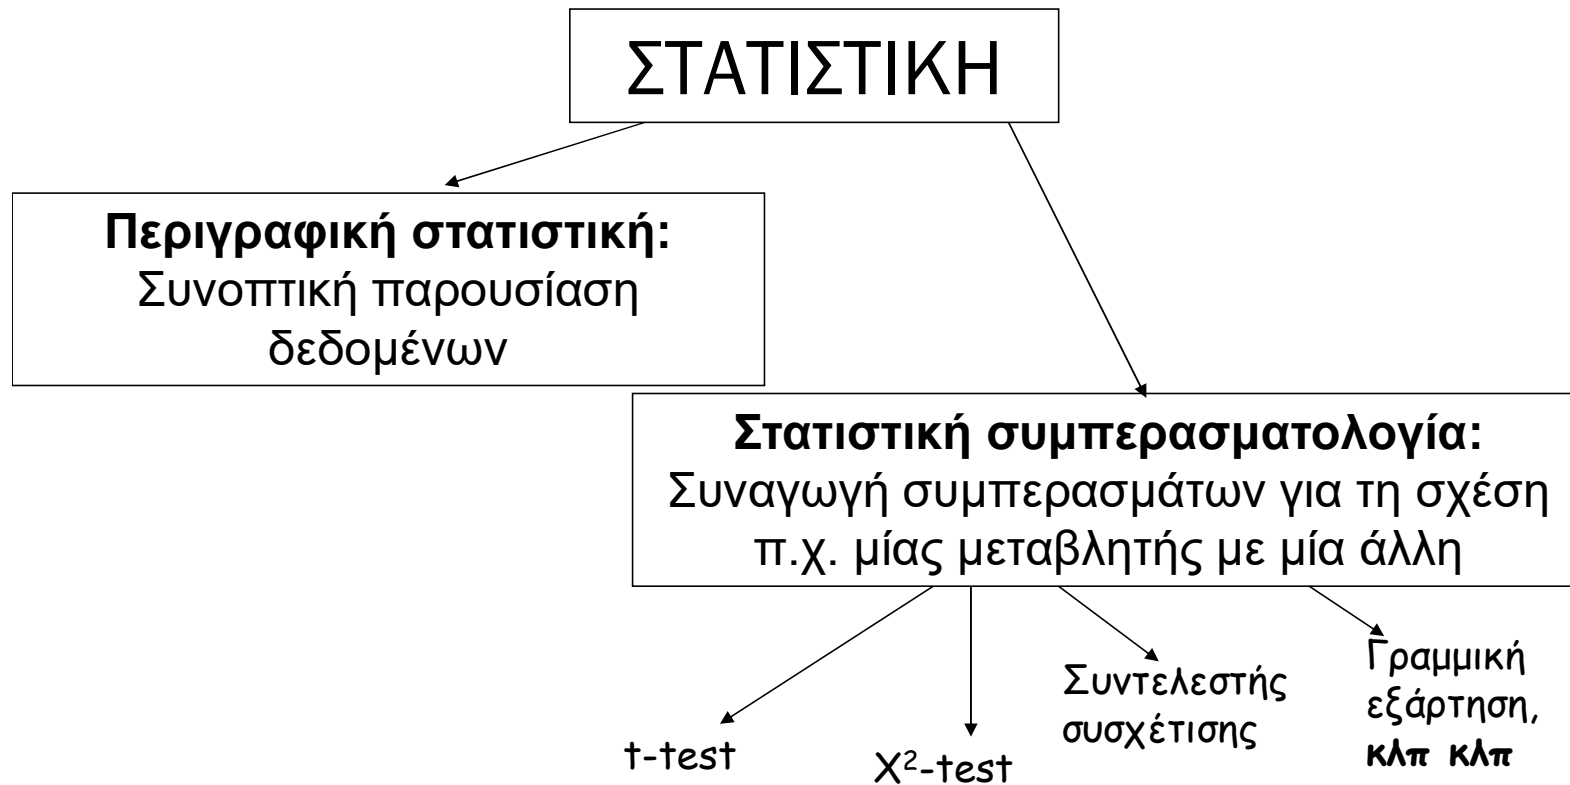 ΣΤΑΤΙΣΤΙΚΗ
Περιγραφική στατιστική:
Συνοπτική παρουσίαση
δεδομένων
Στατιστική συμπερασματολογία:
Συναγωγή συμπερασμάτων για τη σχέση
π.χ. μίας μεταβλητής με μία άλλη
t-test
X²-test
Συντελεστής
συσχέτισης
Γραμμική
εξάρτηση,
κλπ κλπ